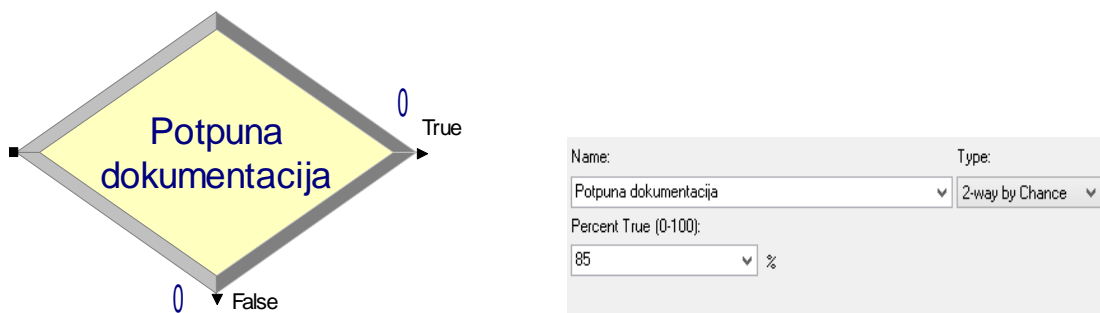 Potpuna
dokumentacija
0
True
0
False
Name:
Type:
Potpuna dokumentacija
2-way by Chance
Percent True (0-100):
85
%